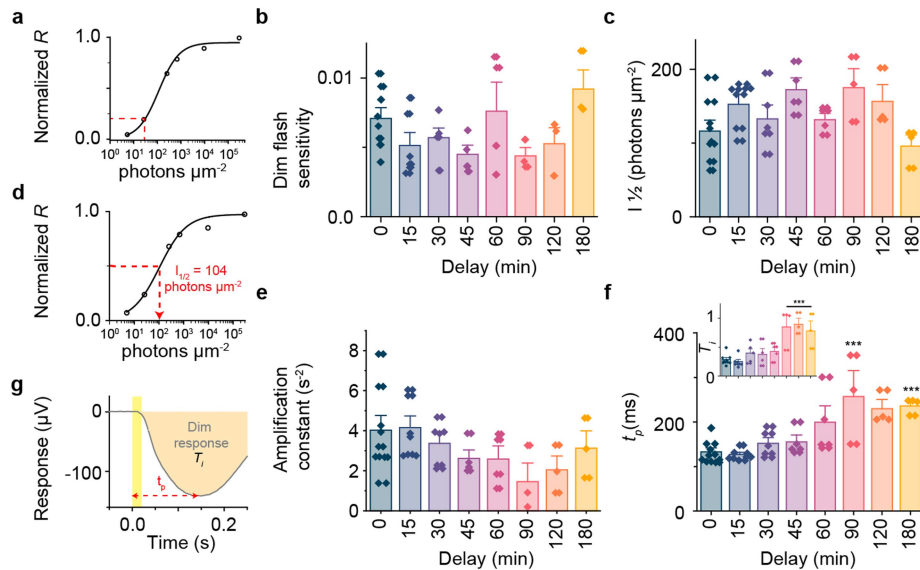 a
Normalized R
1.0
0.0
10⁰ 10¹ 10² 10³ 10⁴ 10⁵
photons μm⁻²
b
Dim flash
sensitivity
0.01
0.0
0 15 30 45 60 90 120 180
Delay (min)
c
I ½ (photons μm⁻²)
200
100
0
0 15 30 45 60 90 120 180
Delay (min)
d
Normalized R
1.0
0.0
I1/2 = 104
photons μm⁻²
10⁰ 10¹ 10² 10³ 10⁴ 10⁵
photons μm⁻²
e
Amplification
constant (s⁻²)
8
6
4
2
0
0 15 30 45 60 90 120 180
Delay (min)
f
Ti
1
0
***
tp(ms)
400
200
0
***
***
0 15 30 45 60 90 120 180
Delay (min)
g
Response (μV)
0
-100
Dim
response
Ti
tp
0.0 0.2
Time (s)